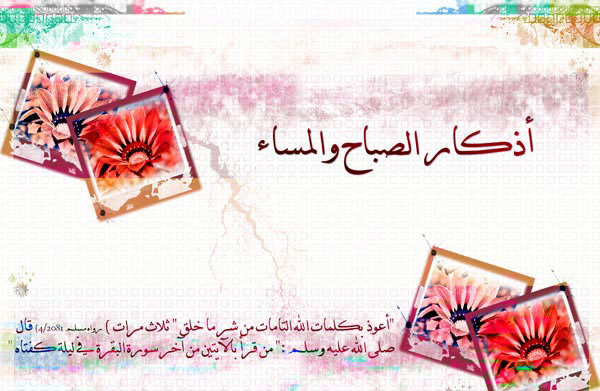 أذكار الصباح والمساء
"أعوذ بكلمات الله التامات من شر ما خلق" ثلاث مرات ) رواه مسلم (4/2081 قال
صلى الله عليه وسلم :" من قرأ بالآيتين من آخر سورة البقرة في ليلة كفتاه "